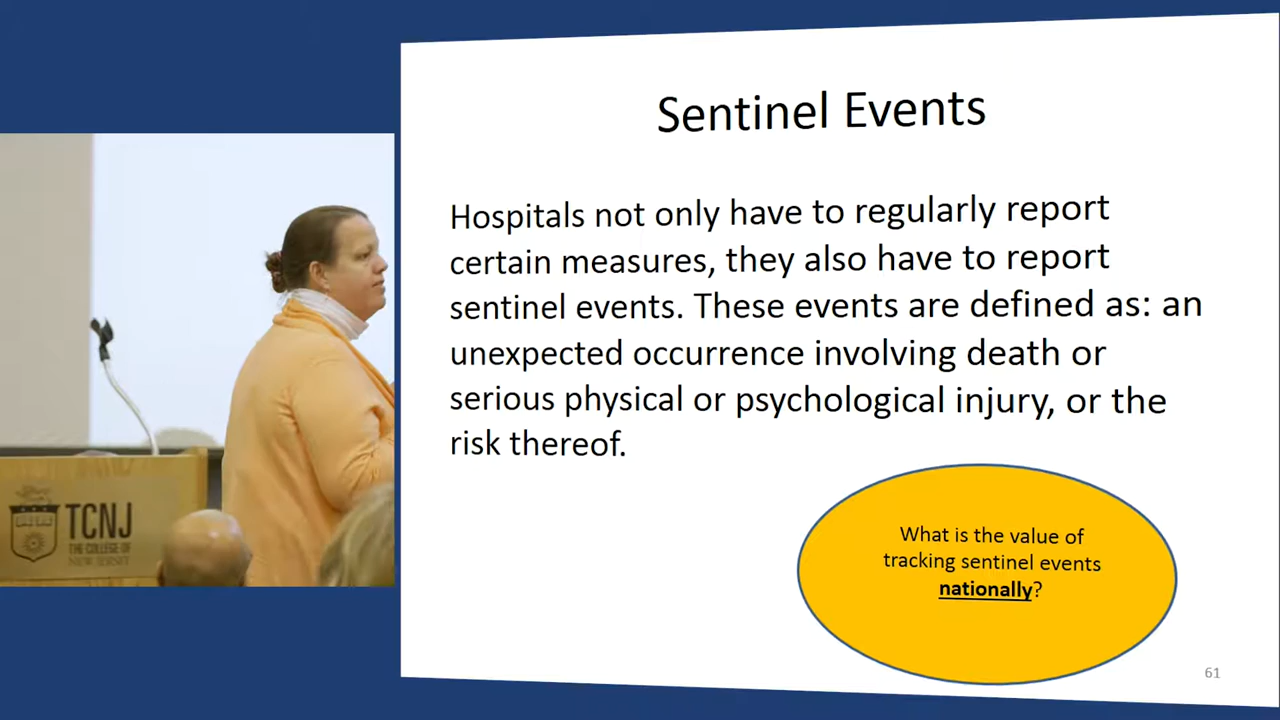 Sentinel Events
Hospitals not only have to regularly report
certain measures, they also have to report
sentinel events. These events are defined as: an
unexpected occurrence involving death or
serious physical or psychological injury, or the
risk thereof.
What is the value of
tracking sentinel events
nationally?
61
TCNJ
THE COLLEGE OF
NEW JERSEY